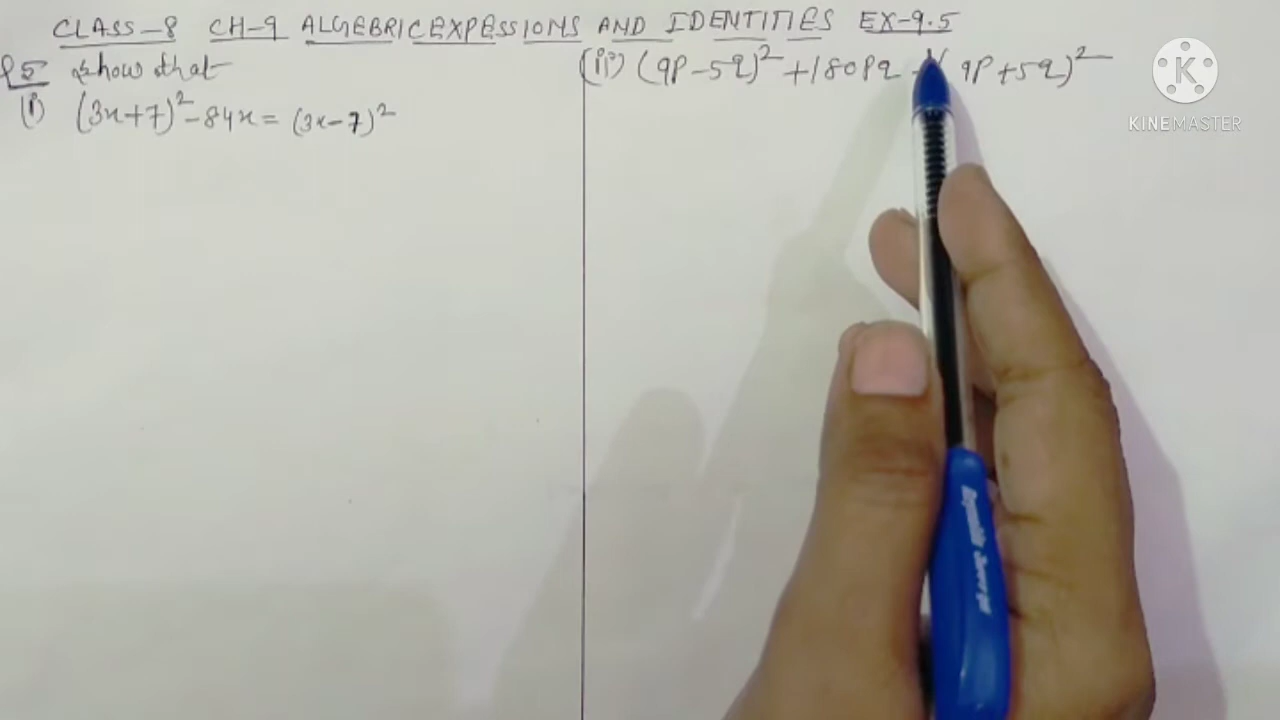 CLASS-8 CH-9 ALGEBRIC EXPESSIONS AND IDENTITIES EX-9.5
Q5 show that
(i) (3x+7)²-84x = (3x-7)²
(ii) (9P-5q)² +180Pq (9P+5q)²
K
KINEMASTER